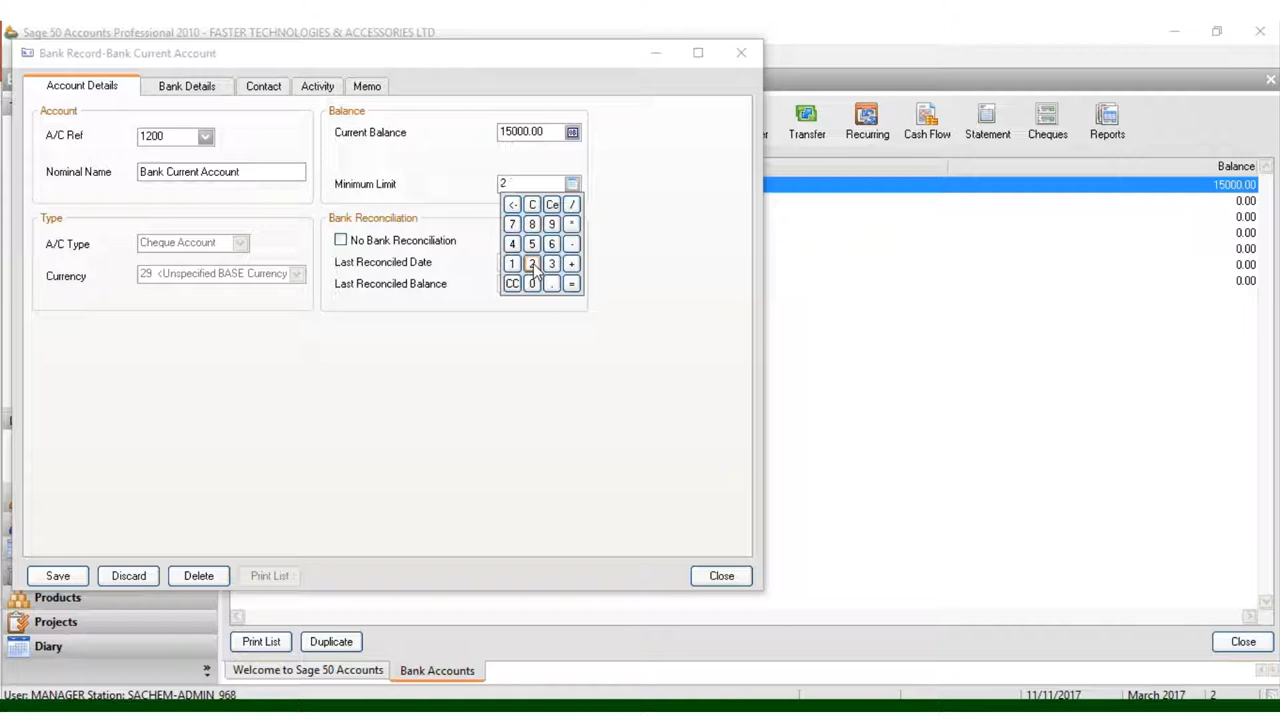 Sage 50 Accounts Professional 2010 - FASTER TECHNOLOGIES & ACCESSORIES LTD
Bank Record-Bank Current Account
Account Details Bank Details Contact Activity Memo
Account
A/C Ref 1200
Nominal Name Bank Current Account
Type
A/C Type Cheque Account
Currency 29 <Unspecified BASE Currency
Balance
Current Balance 15000.00
Minimum Limit 2
<- C Ce /
7 8 9 *
4 5 6 -
1 2 3 +
CC 0 . =
Bank Reconciliation
No Bank Reconciliation
Last Reconciled Date
Last Reconciled Balance
Save Discard Delete Print List Close
Transfer Recurring Cash Flow Statement Cheques Reports
Balance
15000.00
0.00
0.00
0.00
0.00
0.00
0.00
Products
Projects
Diary
Print List Duplicate Close
Welcome to Sage 50 Accounts Bank Accounts
User: MANAGER Station: SACHEM-ADMIN_968 11/11/2017 March 2017 2